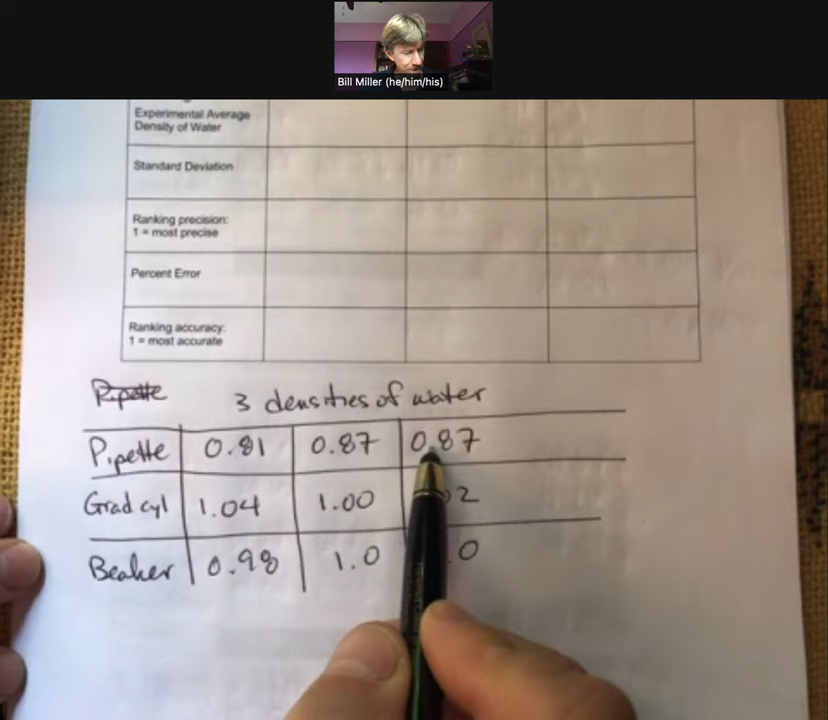 Bill Miller (he/him/his)
Experimental Average
Density of Water
Standard Deviation
Ranking precision:
1 = most precise
Percent Error
Ranking accuracy:
1 = most accurate
Pipette 3 densities of water
Pipette 0.81 0.87 0.87
Grad cyl 1.04 1.00 02
Beaker 0.98 1.0 .0